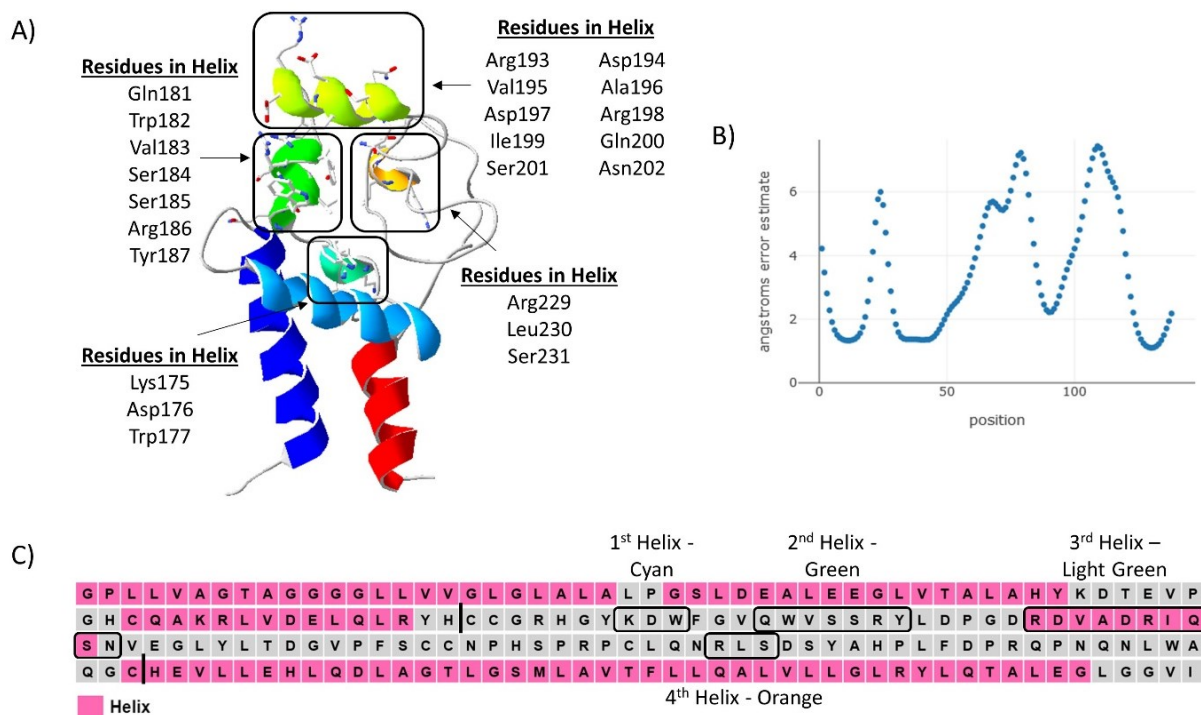 A)
Residues in Helix
Gln181
Trp182
Val183
Ser184
Ser185
Arg186
Tyr187
Residues in Helix
Arg193 Asp194
Val195 Ala196
Asp197 Arg198
Ile199 Gln200
Ser201 Asn202
Residues in Helix
Lys175
Asp176
Trp177
Residues in Helix
Arg229
Leu230
Ser231
B)
angstroms error estimate
6
4
2
0
0 50 100
position
C)
1st Helix -
Cyan
2nd Helix -
Green
3rd Helix –
Light Green
G P L L V A G T A G G G G L L V V G L G L A L A L P G S L D E A L E E G L V T A L A H Y K D T E V P
G H C Q A K R L V D E L Q L R Y H C C G R H G Y K D W F G V Q W V S S R Y L D P G D R D V A D R I Q
S N V E G L Y L T D G V P F S C C N P H S P R P C L Q N R L S D S Y A H P L F D P R Q P N Q N L W A
Q G C H E V L L E H L Q D L A G T L G S M L A V T F L L Q A L V L L G L R Y L Q T A L E G L G G V I
Helix
4th Helix - Orange